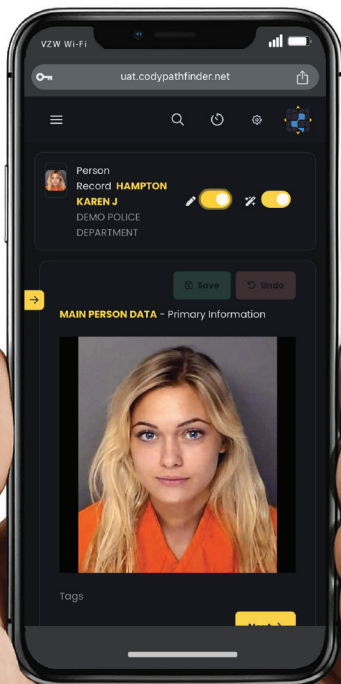 VZW Wi-Fi
uat.codypathfinder.net
Person
Record HAMPTON
KAREN J
DEMO POLICE
DEPARTMENT
Save Undo
MAIN PERSON DATA - Primary Information
Tags
Next